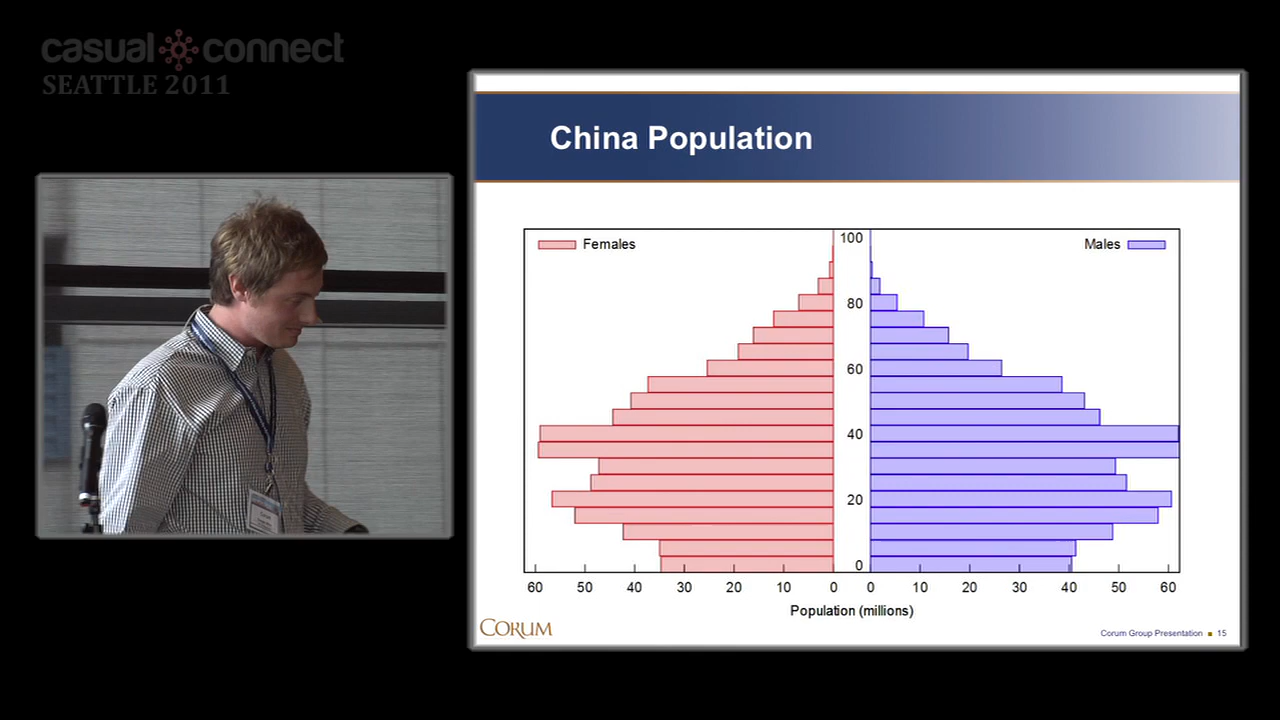 casual connect
SEATTLE 2011
China Population
Females
Males
100
80
60
40
20
0
60 50 40 30 20 10 0 0 10 20 30 40 50 60
Population (millions)
CORUM
Corum Group Presentation ■ 15